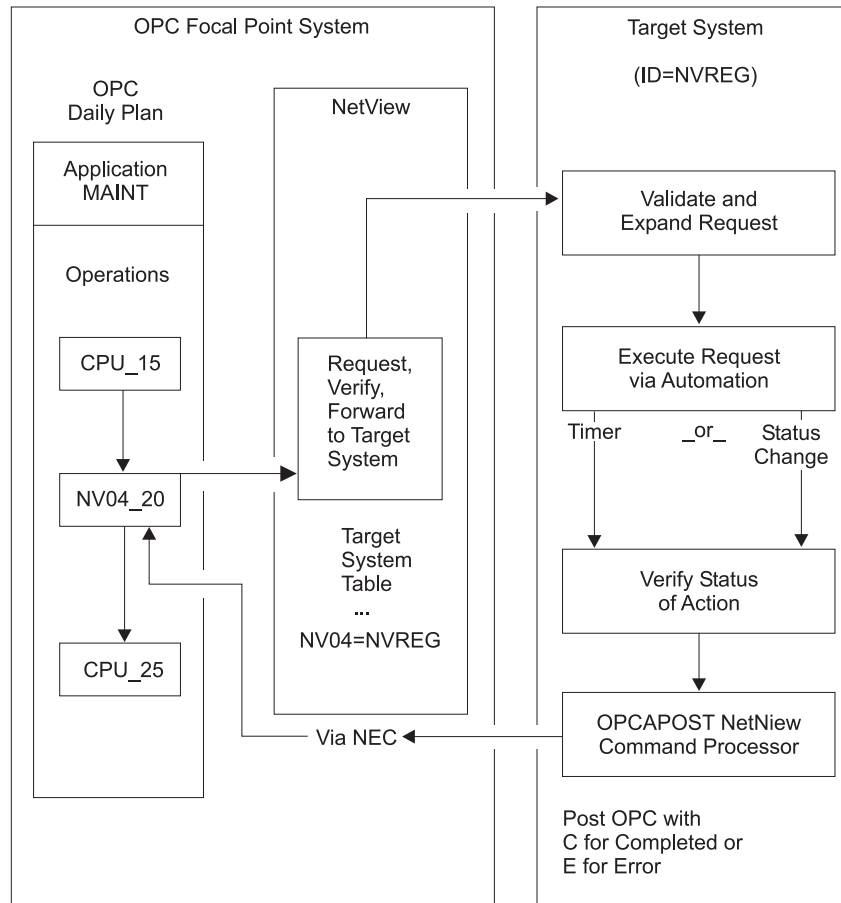 OPC Focal Point System
OPC
Daily Plan
Application
MAINT
Operations
CPU_15
NV04_20
CPU_25
NetView
Request,
Verify,
Forward
to Target
System
Target
System
Table
...
NV04=NVREG
Via NEC
Target System
(ID=NVREG)
Validate and
Expand Request
Execute Request
via Automation
Timer
_or_
Status
Change
Verify Status
of Action
OPCAPOST NetNiew
Command Processor
Post OPC with
C for Completed or
E for Error